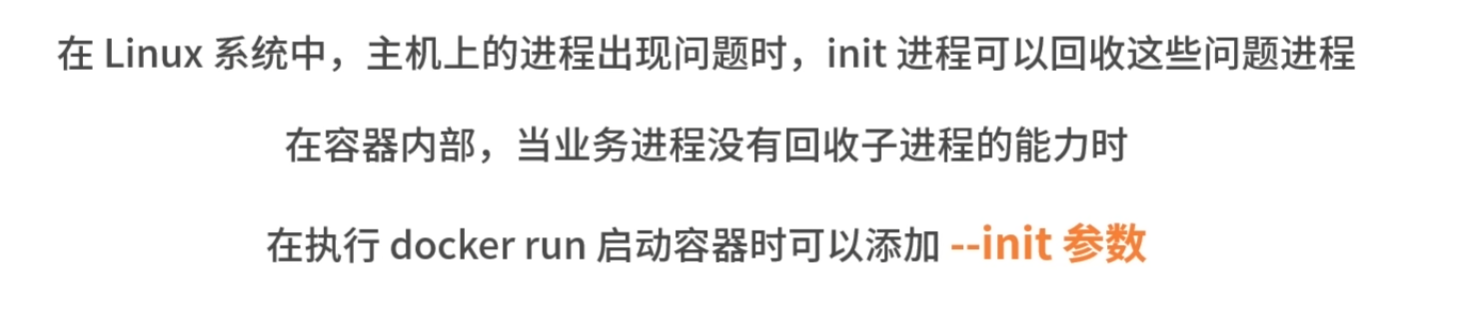 在 Linux 系统中，主机上的进程出现问题时，init 进程可以回收这些问题进程
在容器内部，当业务进程没有回收子进程的能力时
在执行 docker run 启动容器时可以添加 --init 参数